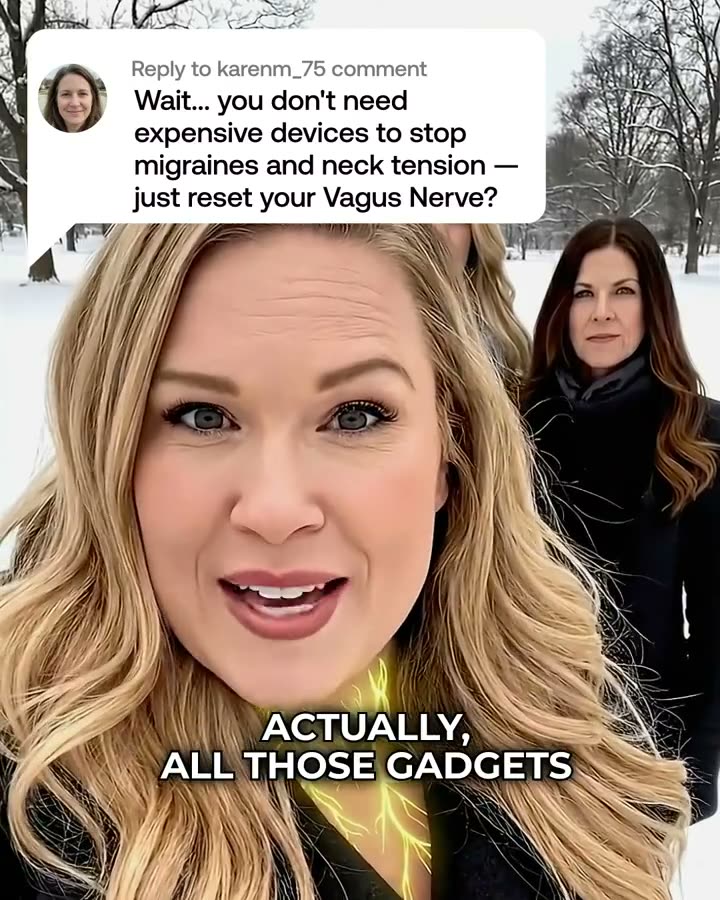 Reply to karenm_75 comment
Wait... you don't need
expensive devices to stop
migraines and neck tension —
just reset your Vagus Nerve?
ACTUALLY,
ALL THOSE GADGETS